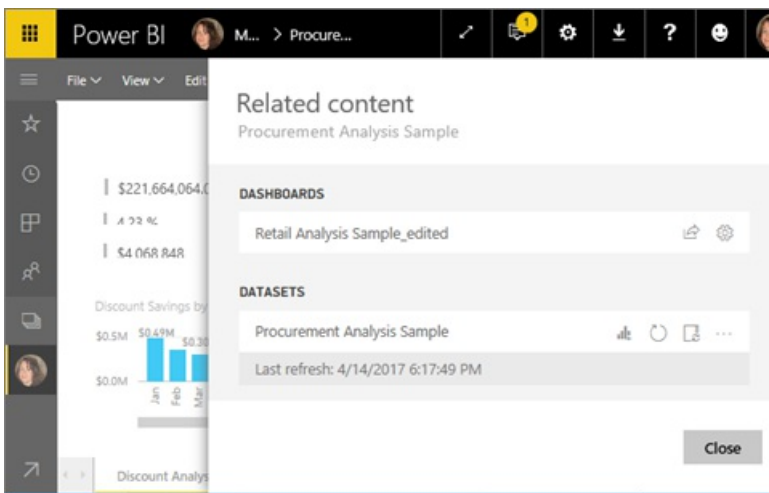 Power BI
M... > Procure...
1
?
File View Edit
Related content
Procurement Analysis Sample
DASHBOARDS
Retail Analysis Sample_edited
DATASETS
Procurement Analysis Sample
...
Last refresh: 4/14/2017 6:17:49 PM
Close
$221,664,064.0
4.23 %
$4,068,848
Discount Savings by
$0.5M
$0.49M
$0.30
$0.0M
Jan
Feb
Mar
Discount Analys